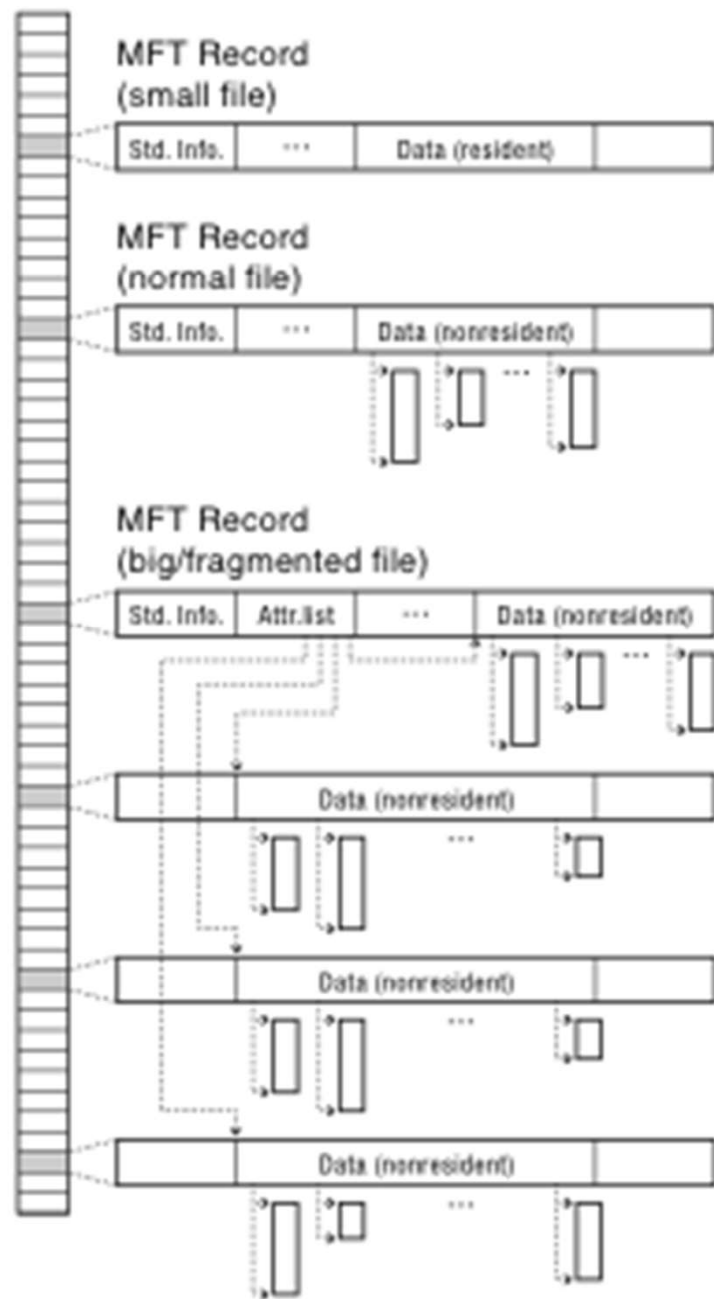 MFT Record
(small file)
Std. Info. ... Data (resident)
MFT Record
(normal file)
Std. Info. ... Data (nonresident)
...
MFT Record
(big/fragmented file)
Std. Info. Attr.list ... Data (nonresident)
...
Data (nonresident)
...
Data (nonresident)
...
Data (nonresident)
...